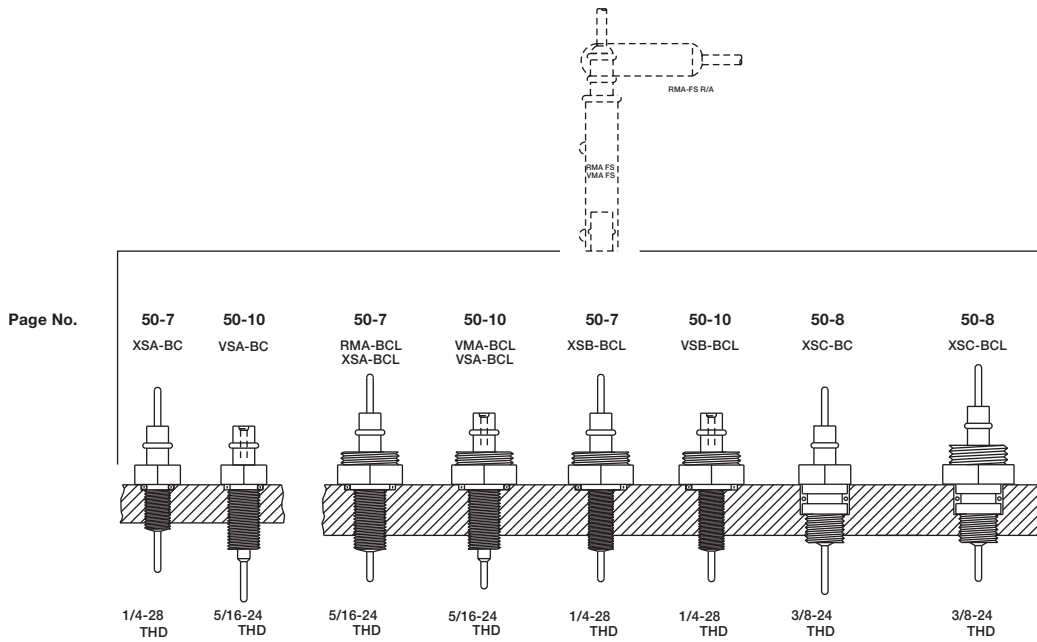 RMA-FS R/A
RMA FS
VMA FS
Page No. 50-7 50-10 50-7 50-10 50-7 50-10 50-8 50-8
XSA-BC VSA-BC RMA-BCL VMA-BCL XSB-BCL VSB-BCL XSC-BC XSC-BCL
XSA-BCL VSA-BCL
1/4-28 5/16-24 5/16-24 5/16-24 1/4-28 1/4-28 3/8-24 3/8-24
THD THD THD THD THD THD THD THD